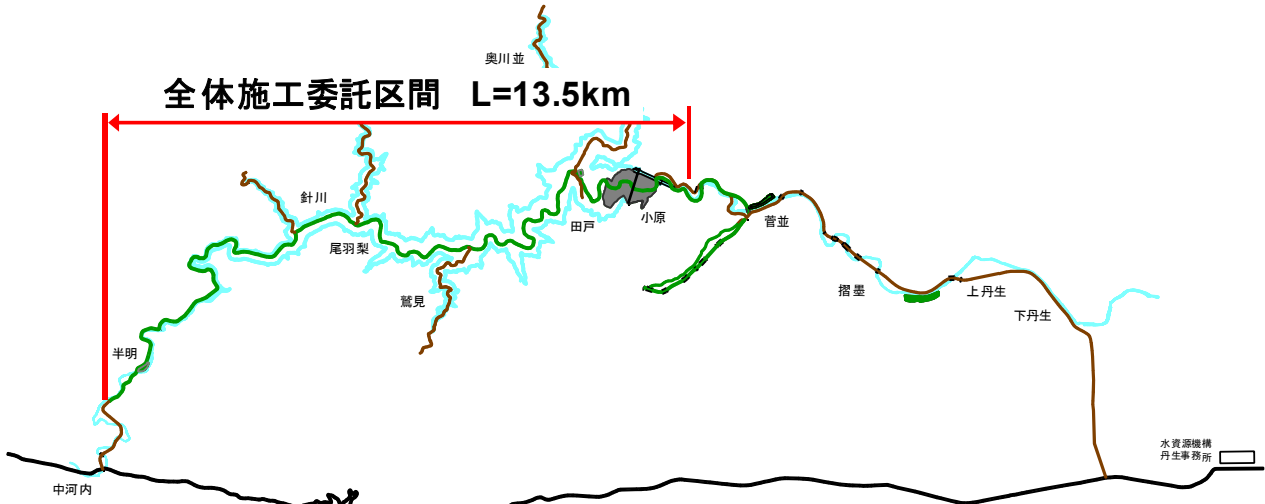 奥川並
全体施工委託区間 L=13.5km
針川
尾羽梨
田戸
小原
菅並
鷲見
摺墨
上丹生
下丹生
半明
水資源機構
丹生事務所
中河内